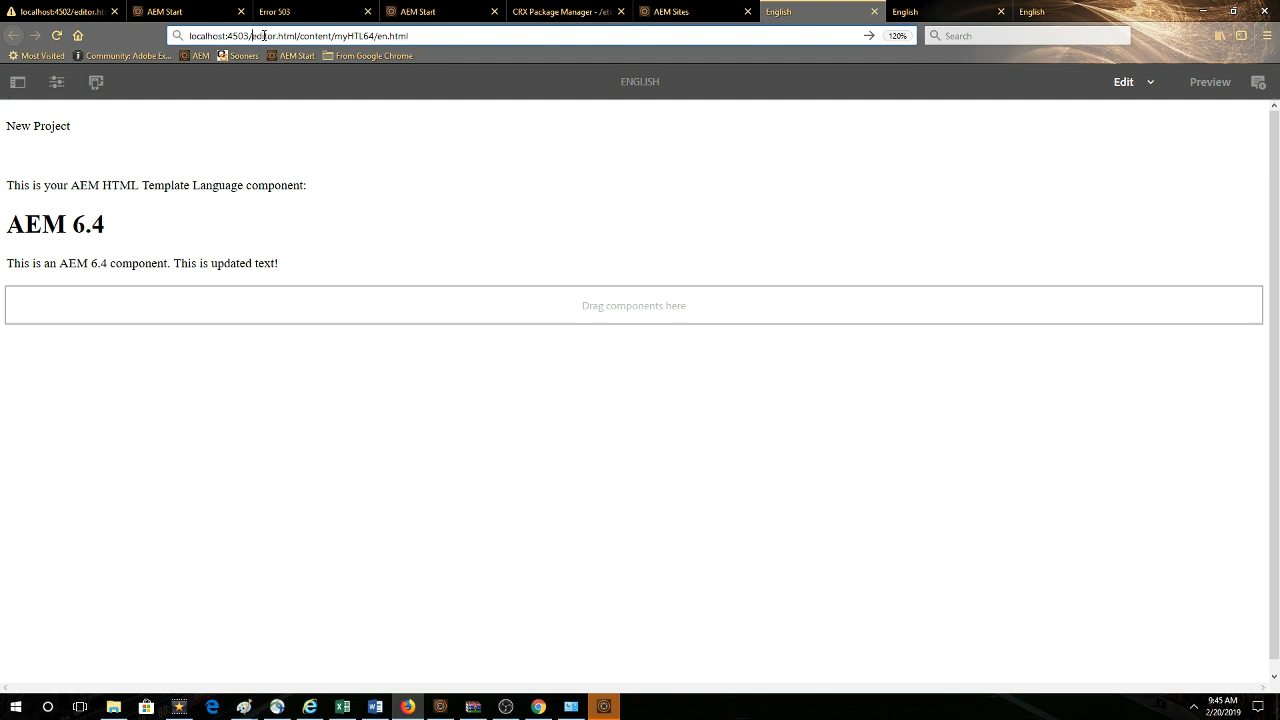 localhost:4502/editor.ht
AEM Start
Error 503
AEM Start
CRX Package Manager - /etc
AEM Sites
English
English
English
localhost:4503/editor.html/content/myHTL64/en.html
120%
Search
Most Visited
Community: Adobe Ex...
AEM
Sooners
AEM Start
From Google Chrome
ENGLISH
Edit
Preview
New Project
This is your AEM HTML Template Language component:
AEM 6.4
This is an AEM 6.4 component. This is updated text!
Drag components here
9:45 AM
2/20/2019